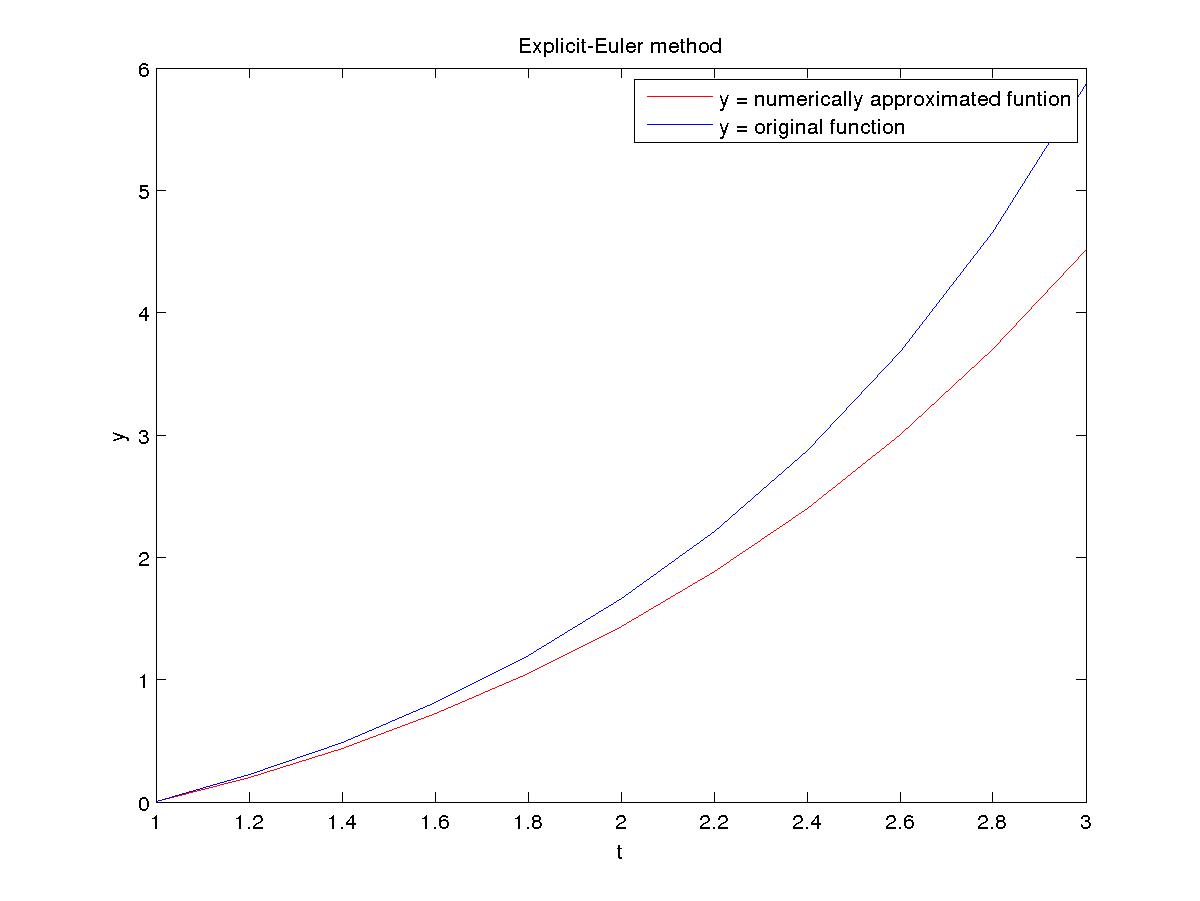 Explicit-Euler method
y = numerically approximated funtion
y = original function
6
5
4
3
2
1
0
y
1 1.2 1.4 1.6 1.8 2 2.2 2.4 2.6 2.8 3
t